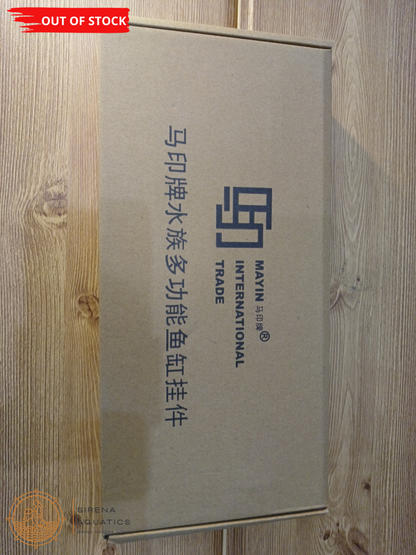 OUT OF STOCK
MAYIN 马印牌®
INTERNATIONAL
TRADE
马印牌水族多功能鱼缸挂件
SIRENA
AQUATICS